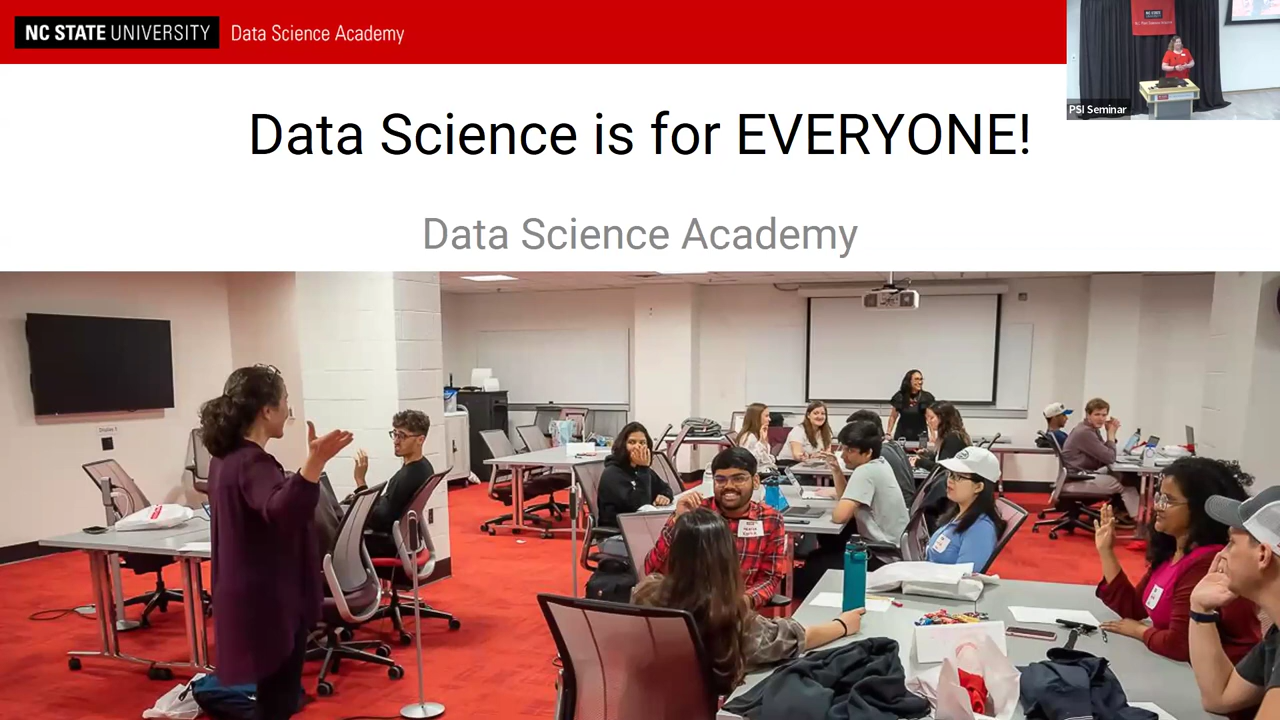 NC STATE UNIVERSITY Data Science Academy
PSI Seminar
Data Science is for EVERYONE!
Data Science Academy